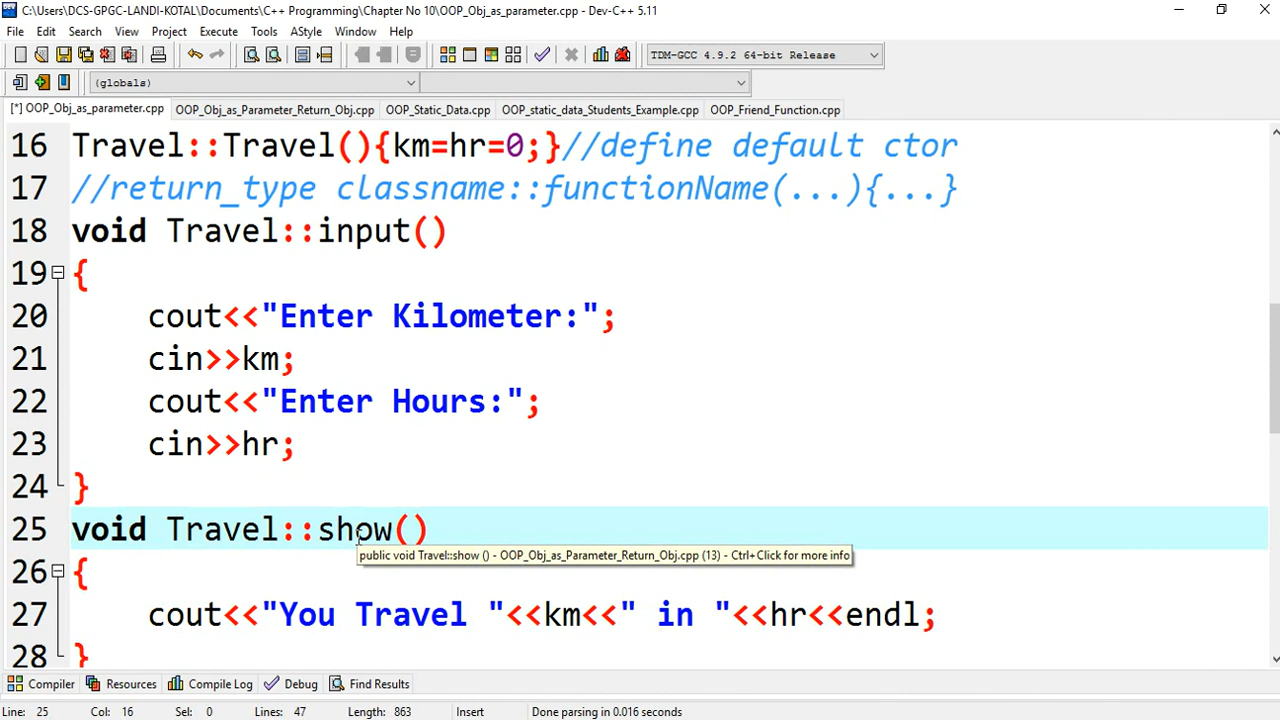 C:\Users\DCS-GPGC-LANDI-KOTAL\Documents\C++ Programming\Chapter No 10\OOP_Obj_as_parameter.cpp - Dev-C++ 5.11
File Edit Search View Project Execute Tools AStyle Window Help
TDM-GCC 4.9.2 64-bit Release
(globals)
[*] OOP_Obj_as_parameter.cpp OOP_Obj_as_Parameter_Return_Obj.cpp OOP_Static_Data.cpp OOP_static_data_Students_Example.cpp OOP_Friend_Function.cpp
16 Travel::Travel(){km=hr=0;}//define default ctor
17 //return_type classname::functionName(...){...}
18 void Travel::input()
19 {
20 cout<<"Enter Kilometer:";
21 cin>>km;
22 cout<<"Enter Hours:";
23 cin>>hr;
24 }
25 void Travel::show()
public void Travel::show () - OOP_Obj_as_Parameter_Return_Obj.cpp (13) - Ctrl+Click for more info
26 {
27 cout<<"You Travel "<<km<<" in "<<hr<<endl;
28 }
Compiler Resources Compile Log Debug Find Results
Line: 25 Col: 16 Sel: 0 Lines: 47 Length: 863 Insert Done parsing in 0.016 seconds